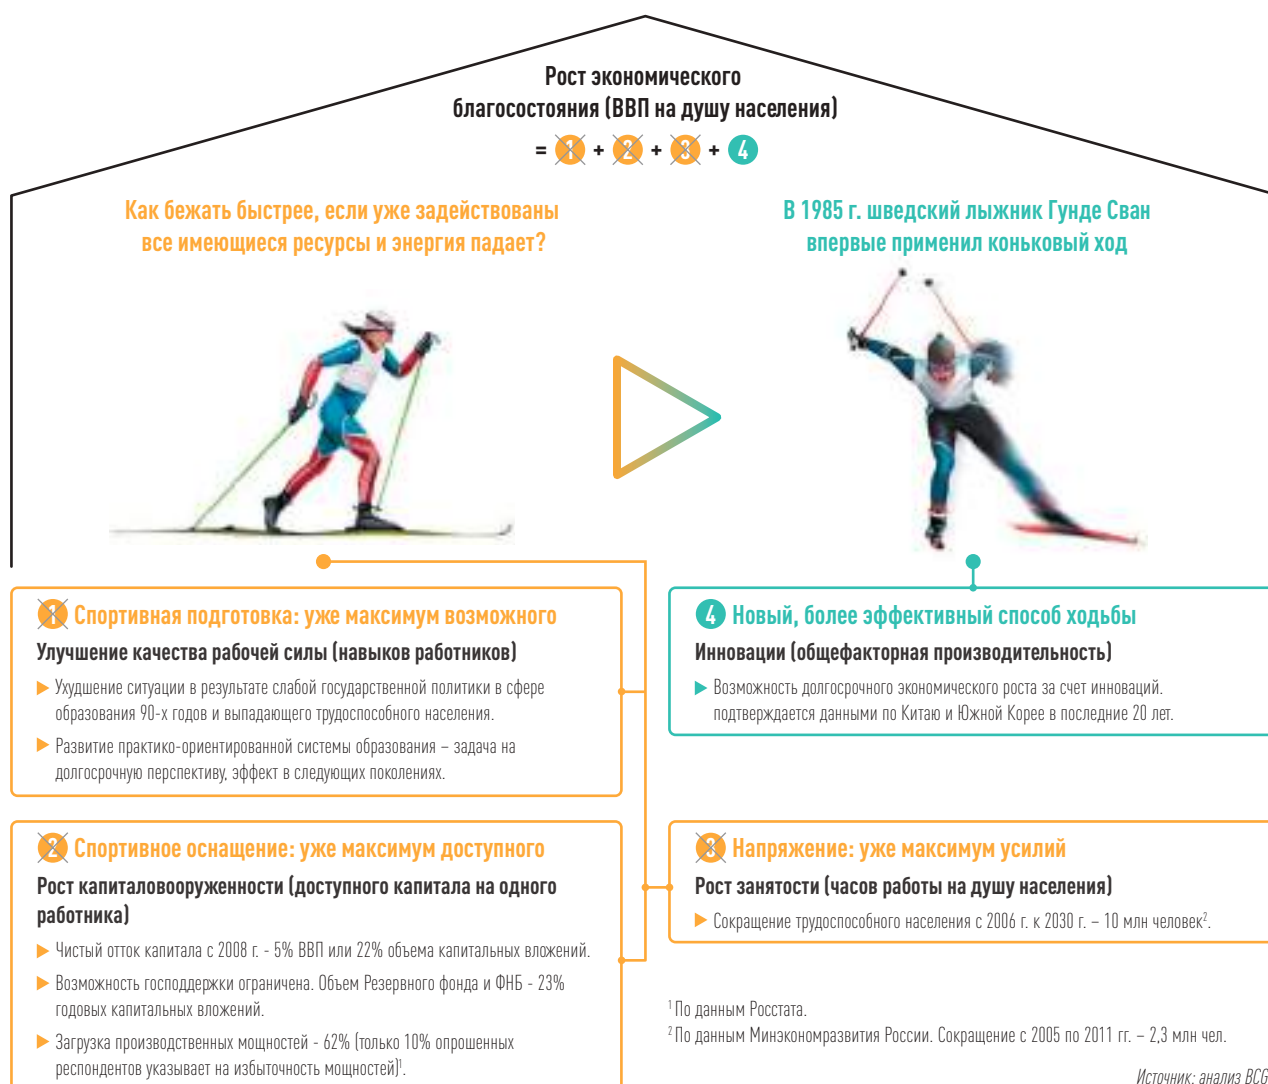 Рост экономического
благосостояния (ВВП на душу населения)
= 1 + 2 + 3 + 4
Как бежать быстрее, если уже задействованы
все имеющиеся ресурсы и энергия падает?
В 1985 г. шведский лыжник Гунде Сван
впервые применил коньковый ход
1 Спортивная подготовка: уже максимум возможного
Улучшение качества рабочей силы (навыков работников)
Ухудшение ситуации в результате слабой государственной политики в сфере
образования 90-х годов и выпадающего трудоспособного населения.
Развитие практико-ориентированной системы образования – задача на
долгосрочную перспективу, эффект в следующих поколениях.
4 Новый, более эффективный способ ходьбы
Инновации (общефакторная производительность)
Возможность долгосрочного экономического роста за счет инноваций.
подтверждается данными по Китаю и Южной Корее в последние 20 лет.
2 Спортивное оснащение: уже максимум доступного
Рост капиталовооруженности (доступного капитала на одного
работника)
Чистый отток капитала с 2008 г. - 5% ВВП или 22% объема капитальных вложений.
Возможность господдержки ограничена. Объем Резервного фонда и ФНБ - 23%
годовых капитальных вложений.
Загрузка производственных мощностей - 62% (только 10% опрошенных
респондентов указывает на избыточность мощностей)¹.
3 Напряжение: уже максимум усилий
Рост занятости (часов работы на душу населения)
Сокращение трудоспособного населения с 2006 г. к 2030 г. – 10 млн человек².
¹ По данным Росстата.
² По данным Минэкономразвития России. Сокращение с 2005 по 2011 гг. – 2,3 млн чел.
Источник: анализ BCG